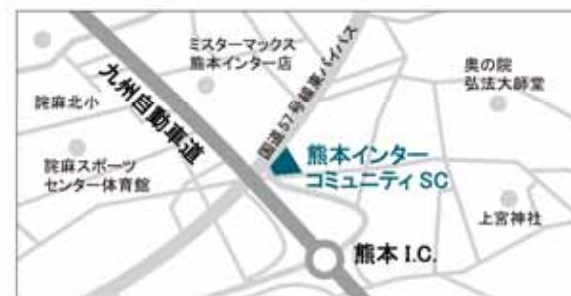 ミスターマックス
熊本インター店
奥の院
弘法大師堂
託麻北小
九州自動車道
国道57号線東バイパス
託麻スポーツ
センター体育館
熊本インター
コミュニティ SC
上宮神社
熊本 I.C.